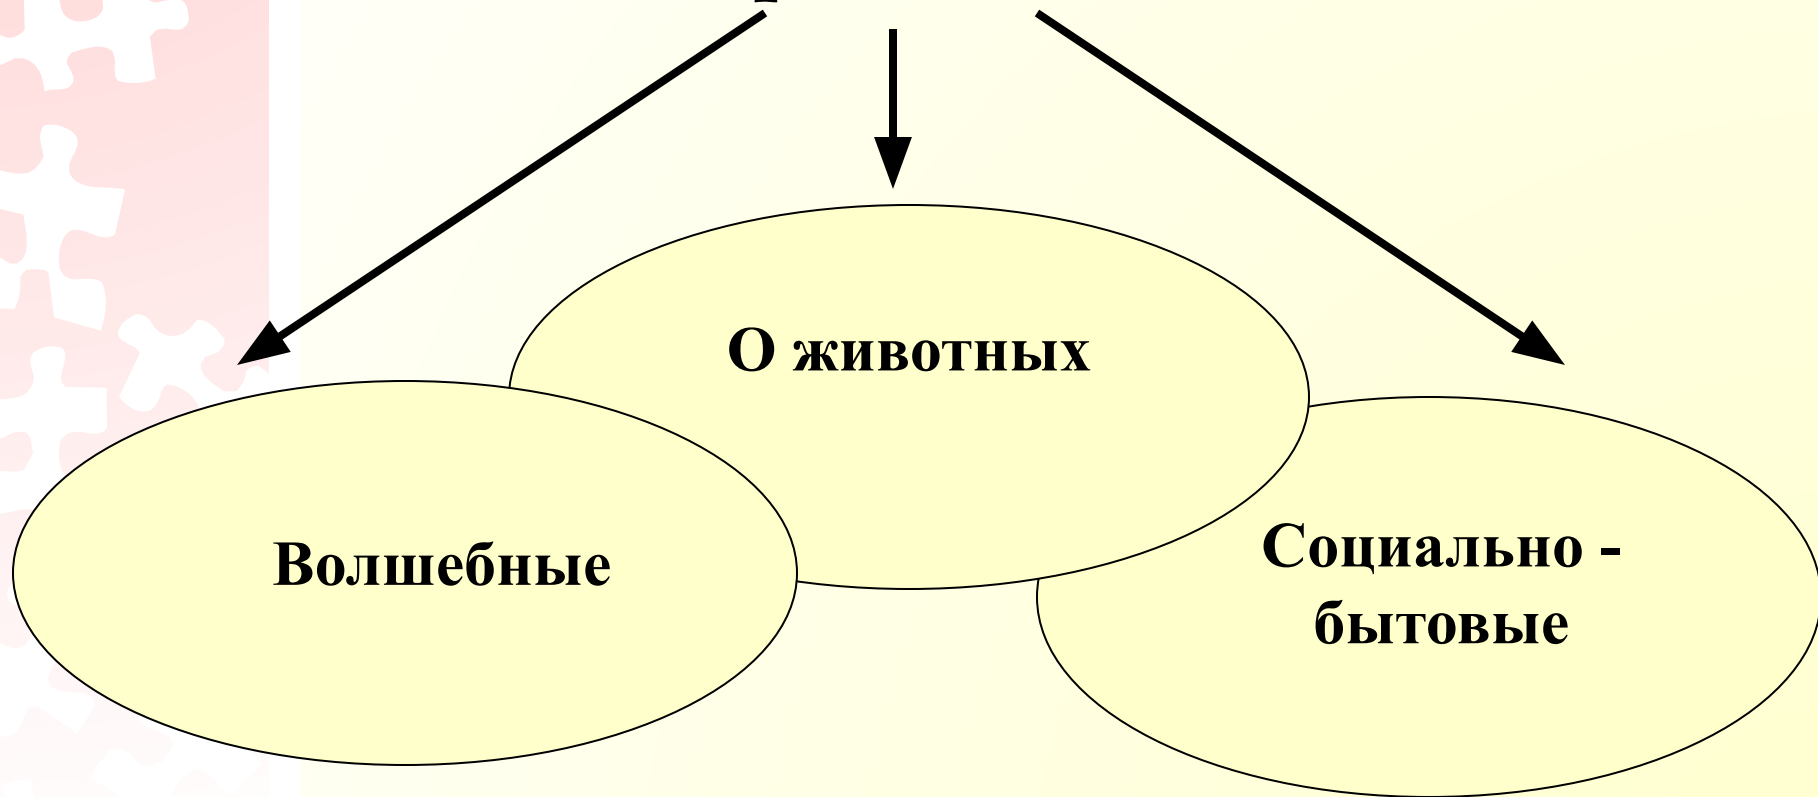 О животных
Волшебные
Социально -
бытовые